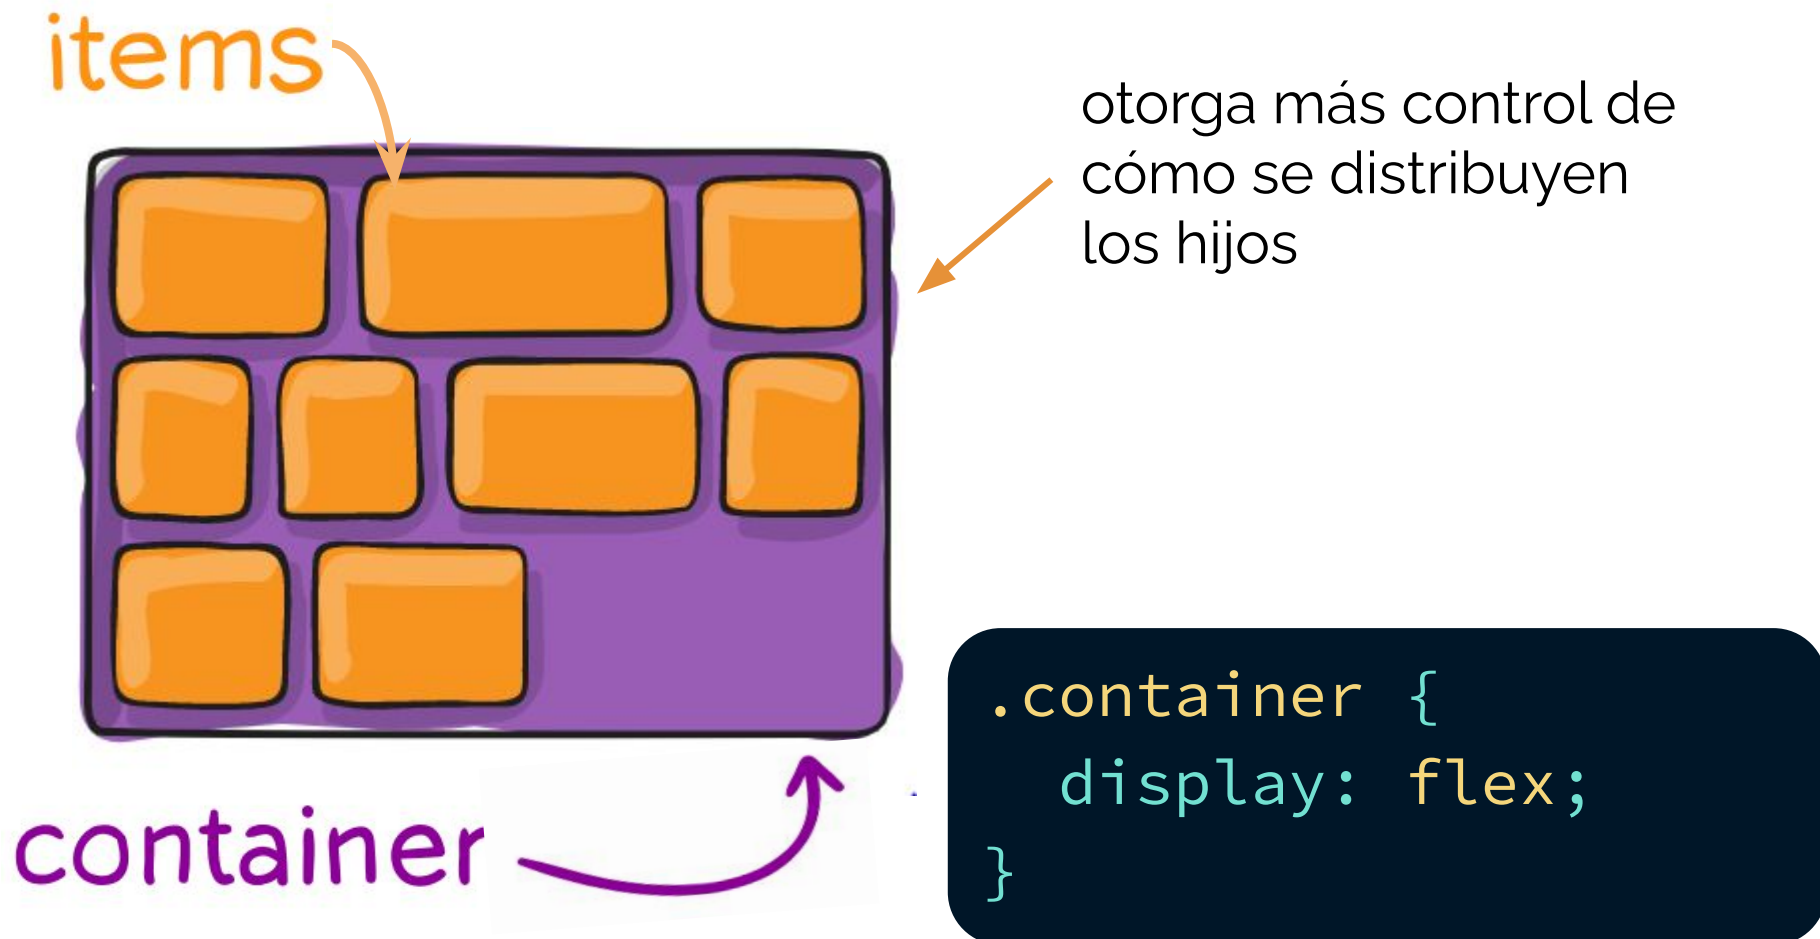 items
otorga más control de
cómo se distribuyen
los hijos
container
.container {
  display: flex;
}